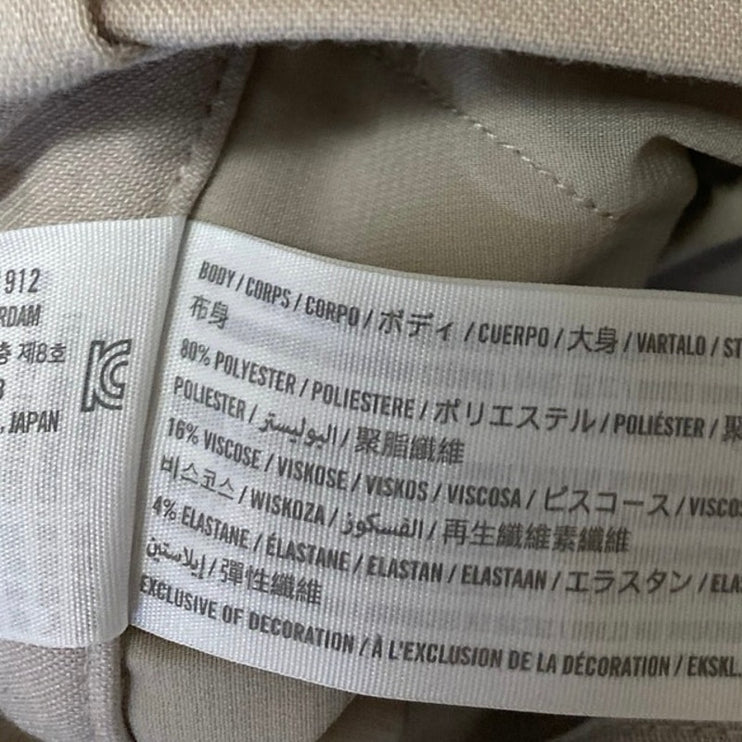 912
RDAM
층 제8호
, JAPAN
BODY / CORPS / CORPO / ボディ / CUERPO / 大身 / VARTALO / ST
布身
80% POLYESTER / POLIESTERE / ポリエステル / POLIÉSTER / 聚
POLIESTER / البوليستر / 聚脂纖維
16% VISCOSE / VISKOSE / VISKOS / VISCOSA / ビスコース / VISCO
비스코스 / WISKOZA / الفسكوز / 再生纖維素纖維
4% ELASTANE / ÉLASTANE / ELASTAN / ELASTAAN / エラスタン / ELA
إيلاستين / 彈性纖維
EXCLUSIVE OF DECORATION / À L'EXCLUSION DE LA DÉCORATION / EKSKL.